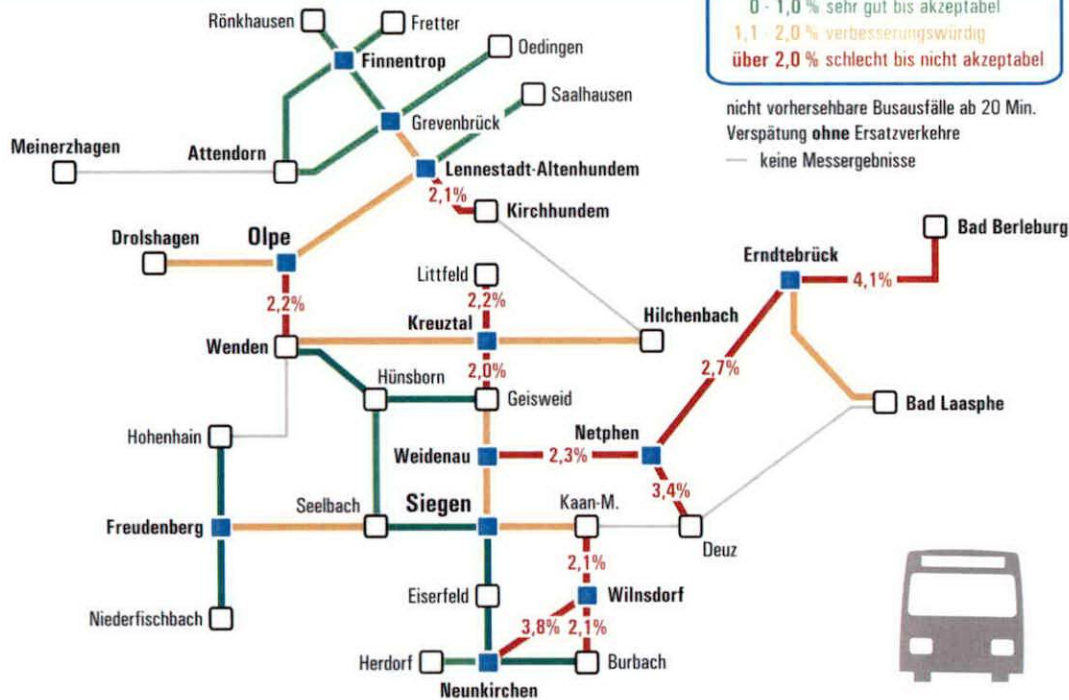 0 - 1,0 % sehr gut bis akzeptabel
1,1 - 2,0 % verbesserungswürdig
über 2,0 % schlecht bis nicht akzeptabel
nicht vorhersehbare Busausfälle ab 20 Min.
Verspätung ohne Ersatzverkehre
— keine Messergebnisse
Rönkhausen
Fretter
Oedingen
Finnentrop
Saalhausen
Grevenbrück
Meinerzhagen
Attendorn
Lennestadt-Altenhundem
2,1%
Kirchhundem
Bad Berleburg
Drolshagen
Olpe
Erndtebrück
Littfeld
4,1%
2,2%
2,2%
Kreuztal
Hilchenbach
Wenden
2,0%
2,7%
Hünsborn
Geisweid
Bad Laasphe
Hohenhain
Netphen
Weidenau
2,3%
3,4%
Seelbach
Siegen
Kaan-M.
Freudenberg
Deuz
2,1%
Eiserfeld
Wilnsdorf
Niederfischbach
3,8%
2,1%
Herdorf
Burbach
Neunkirchen